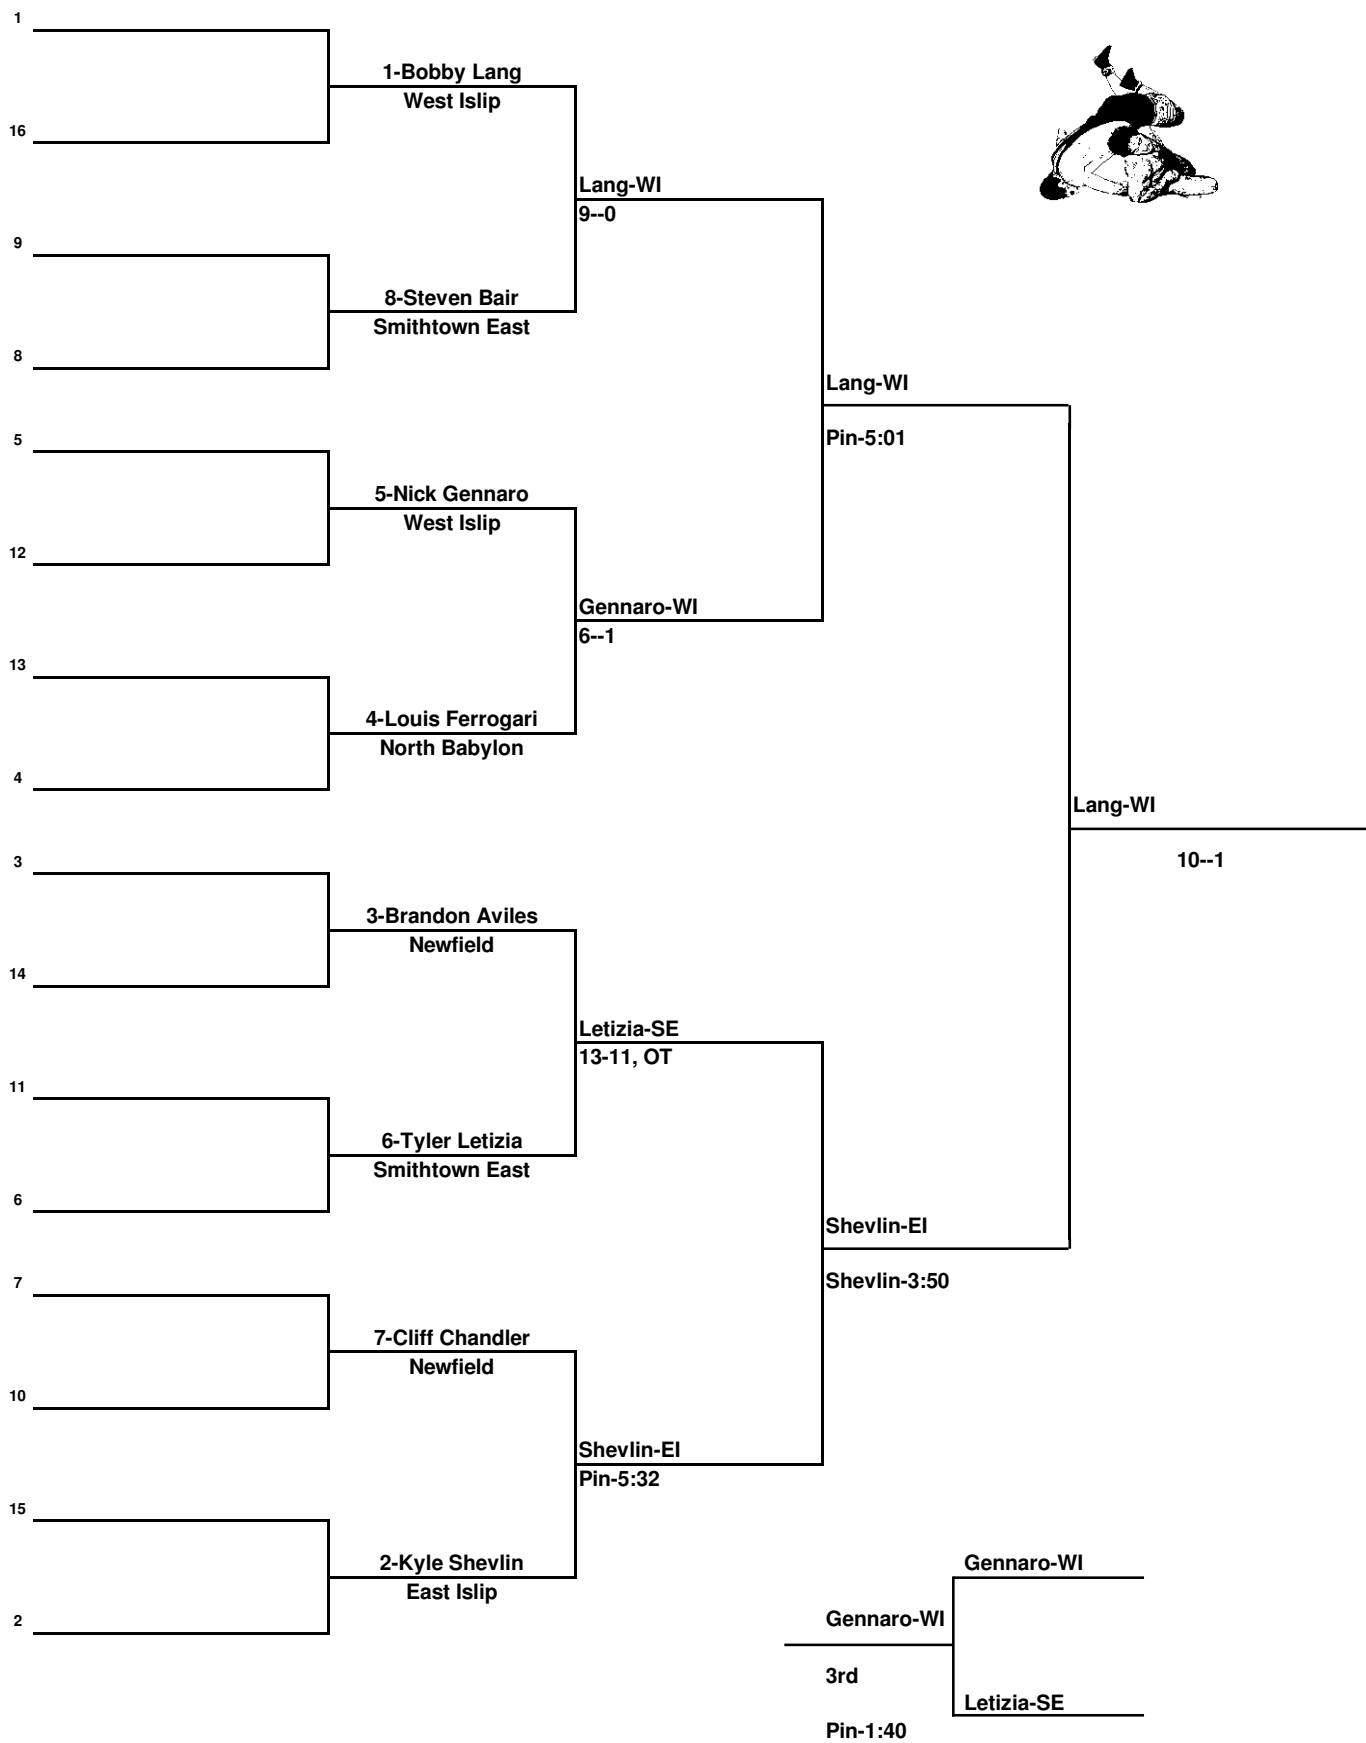 1
1-Bobby Lang
West Islip
16
Lang-WI
9--0
9
8-Steven Bair
Smithtown East
8
Lang-WI
Pin-5:01
5
5-Nick Gennaro
West Islip
12
Gennaro-WI
6--1
13
4-Louis Ferrogari
North Babylon
4
Lang-WI
10--1
3
3-Brandon Aviles
Newfield
14
Letizia-SE
13-11, OT
11
6-Tyler Letizia
Smithtown East
6
Shevlin-EI
Shevlin-3:50
7
7-Cliff Chandler
Newfield
10
Shevlin-EI
Pin-5:32
15
2-Kyle Shevlin
East Islip
2
Gennaro-WI
Gennaro-WI
3rd
Letizia-SE
Pin-1:40